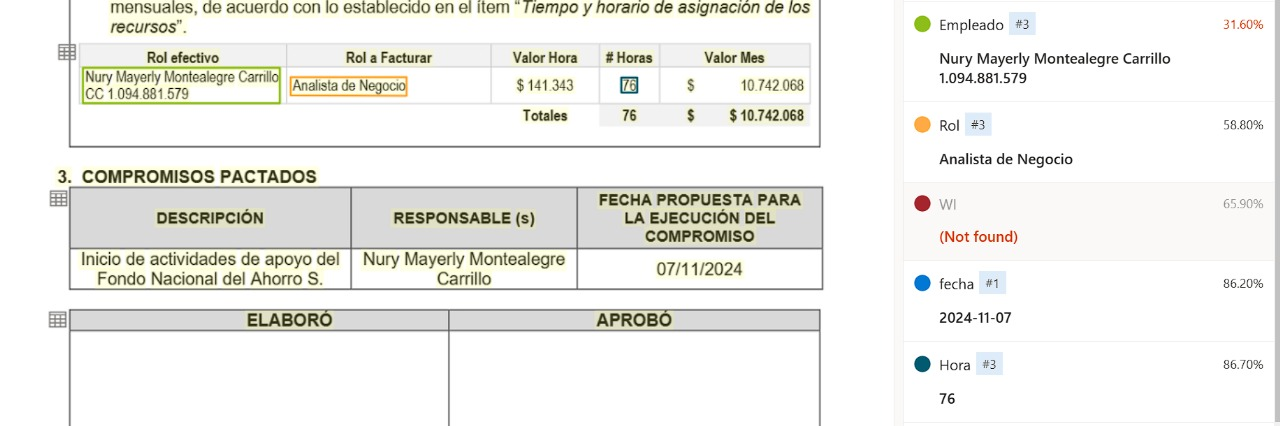 mensuales, de acuerdo con lo establecido en el ítem “Tiempo y horario de asignación de los
recursos”.
Rol efectivo Rol a Facturar Valor Hora # Horas Valor Mes
Nury Mayerly Montealegre Carrillo
CC 1.094.881.579
Analista de Negocio
$ 141.343
76
$ 10.742.068
Totales 76 $ $ 10.742.068
3. COMPROMISOS PACTADOS
DESCRIPCIÓN
RESPONSABLE (s)
FECHA PROPUESTA PARA
LA EJECUCIÓN DEL
COMPROMISO
Inicio de actividades de apoyo del
Fondo Nacional del Ahorro S.
Nury Mayerly Montealegre
Carrillo
07/11/2024
ELABORÓ APROBÓ
Empleado #3 31.60%
Nury Mayerly Montealegre Carrillo
1.094.881.579
Rol #3 58.80%
Analista de Negocio
WI 65.90%
(Not found)
fecha #1 86.20%
2024-11-07
Hora #3 86.70%
76